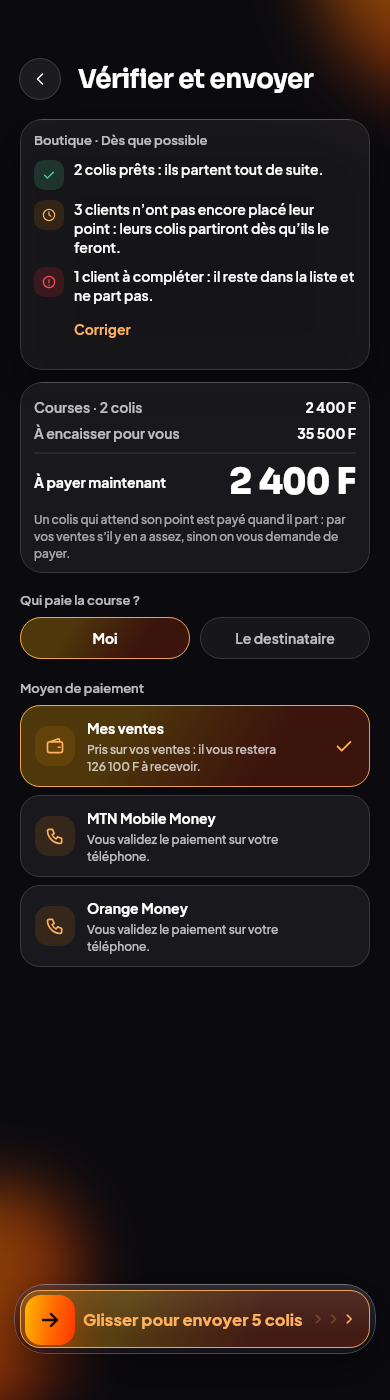 Vérifier et envoyer
Boutique · Dès que possible
2 colis prêts : ils partent tout de suite.
3 clients n’ont pas encore placé leur
point : leurs colis partiront dès qu’ils le
feront.
1 client à compléter : il reste dans la liste et
ne part pas.
Corriger
Courses · 2 colis 2 400 F
À encaisser pour vous 35 500 F
À payer maintenant 2 400 F
Un colis qui attend son point est payé quand il part : par
vos ventes s’il y en a assez, sinon on vous demande de
payer.
Qui paie la course ?
Moi Le destinataire
Moyen de paiement
Mes ventes
Pris sur vos ventes : il vous restera
126 100 F à recevoir.
MTN Mobile Money
Vous validez le paiement sur votre
téléphone.
Orange Money
Vous validez le paiement sur votre
téléphone.
Glisser pour envoyer 5 colis